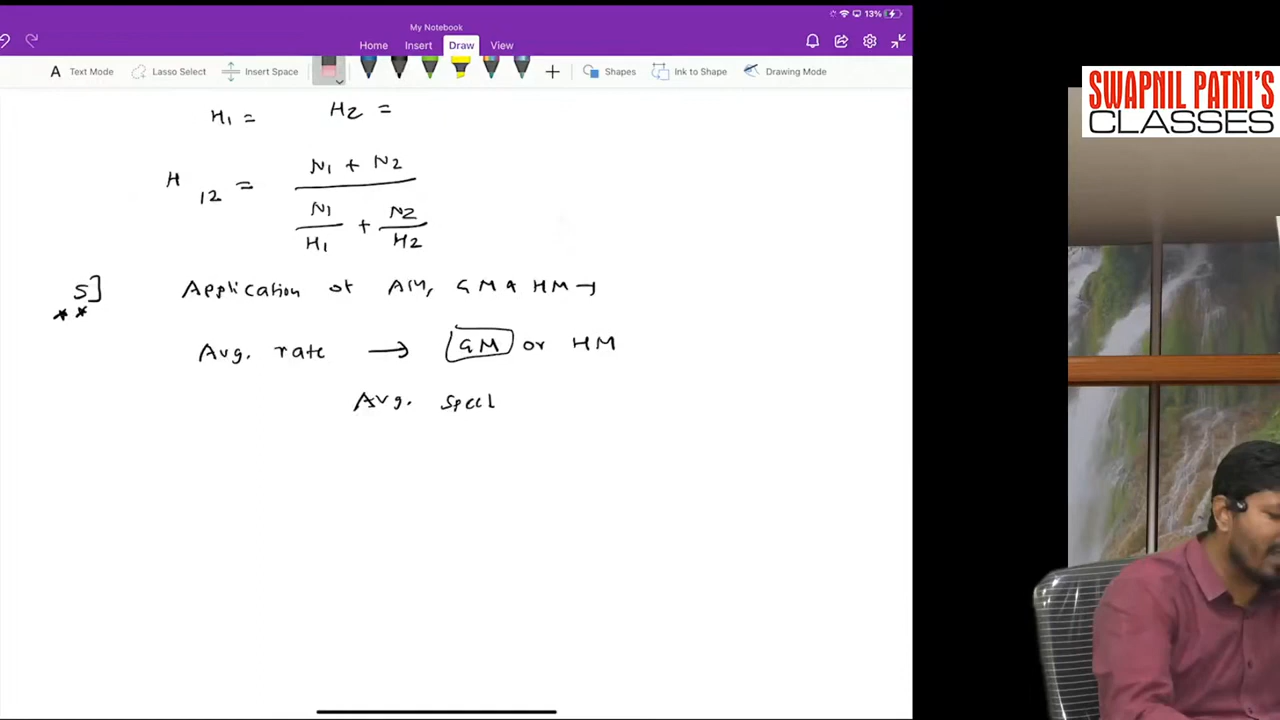 13%
My Notebook
Home Insert Draw View
A Text Mode Lasso Select Insert Space + Shapes Ink to Shape Drawing Mode
SWAPNIL PATNI'S
CLASSES
H1 = H2 =
H12 = N1 + N2 / N1/H1 + N2/H2
5] Application of AM, GM & HM →
**
Avg. rate → GM or HM
Avg. speed